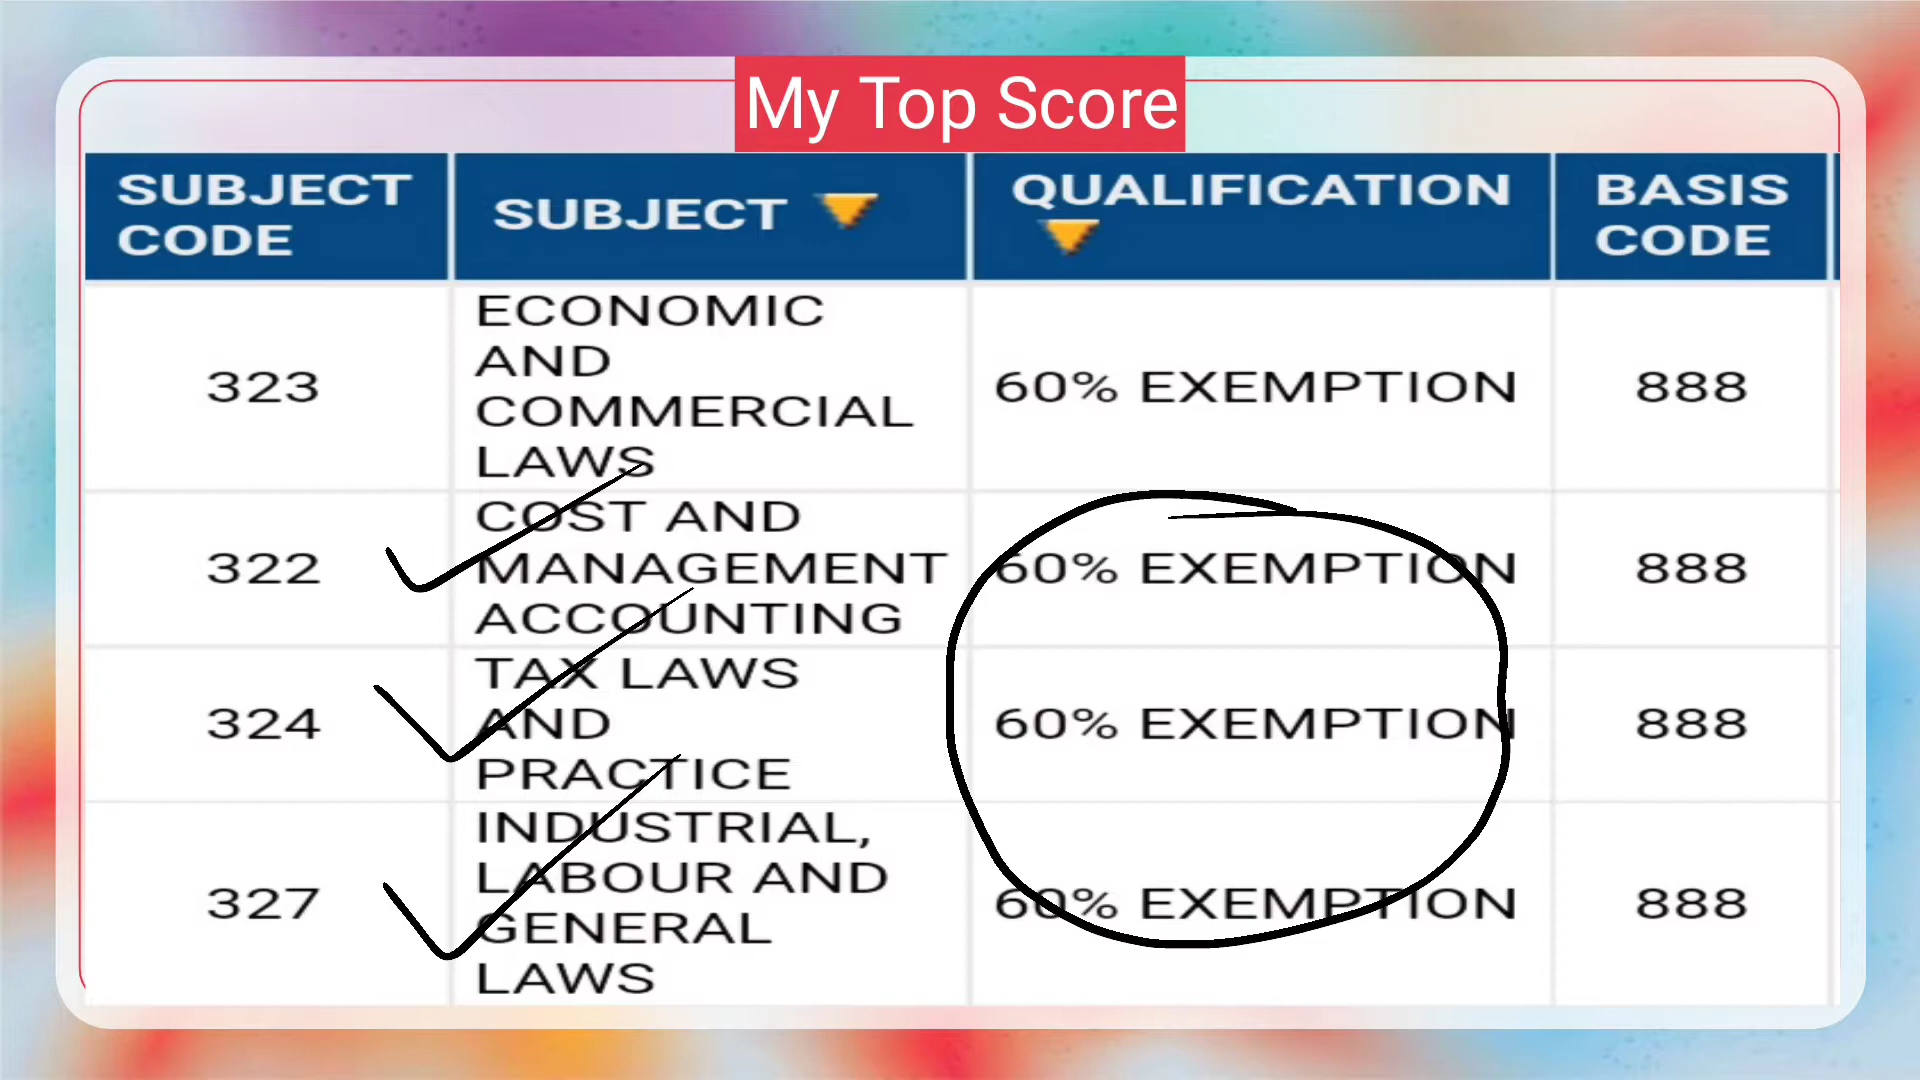 My Top Score
SUBJECT CODE SUBJECT QUALIFICATION BASIS CODE
323 ECONOMIC AND COMMERCIAL LAWS 60% EXEMPTION 888
322 COST AND MANAGEMENT ACCOUNTING 60% EXEMPTION 888
324 TAX LAWS AND PRACTICE 60% EXEMPTION 888
327 INDUSTRIAL, LABOUR AND GENERAL LAWS 60% EXEMPTION 888